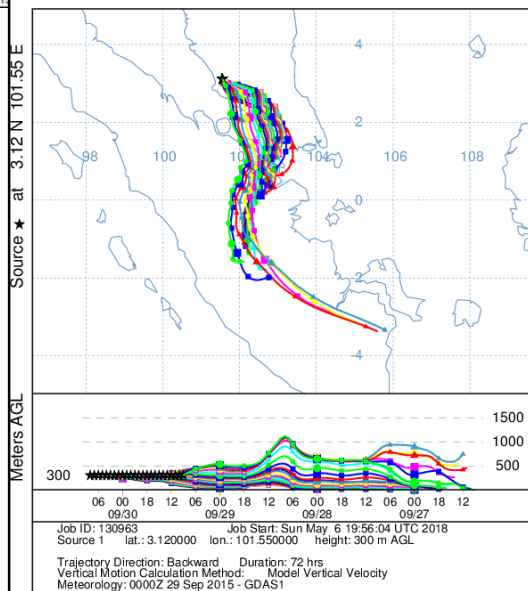 Source ★ at 3.12 N 101.55 E
4
2
98 100 102 104 106 108
0
-2
-4
Meters AGL
1500
1000
300 500
06 00 18 12 06 00 18 12 06 00 18 12 06 00 18 12
09/30 09/29 09/28 09/27
Job ID: 130963 Job Start: Sun May 6 19:56:04 UTC 2018
Source 1 lat.: 3.120000 lon.: 101.550000 height: 300 m AGL
Trajectory Direction: Backward Duration: 72 hrs
Vertical Motion Calculation Method: Model Vertical Velocity
Meteorology: 0000Z 29 Sep 2015 - GDAS1